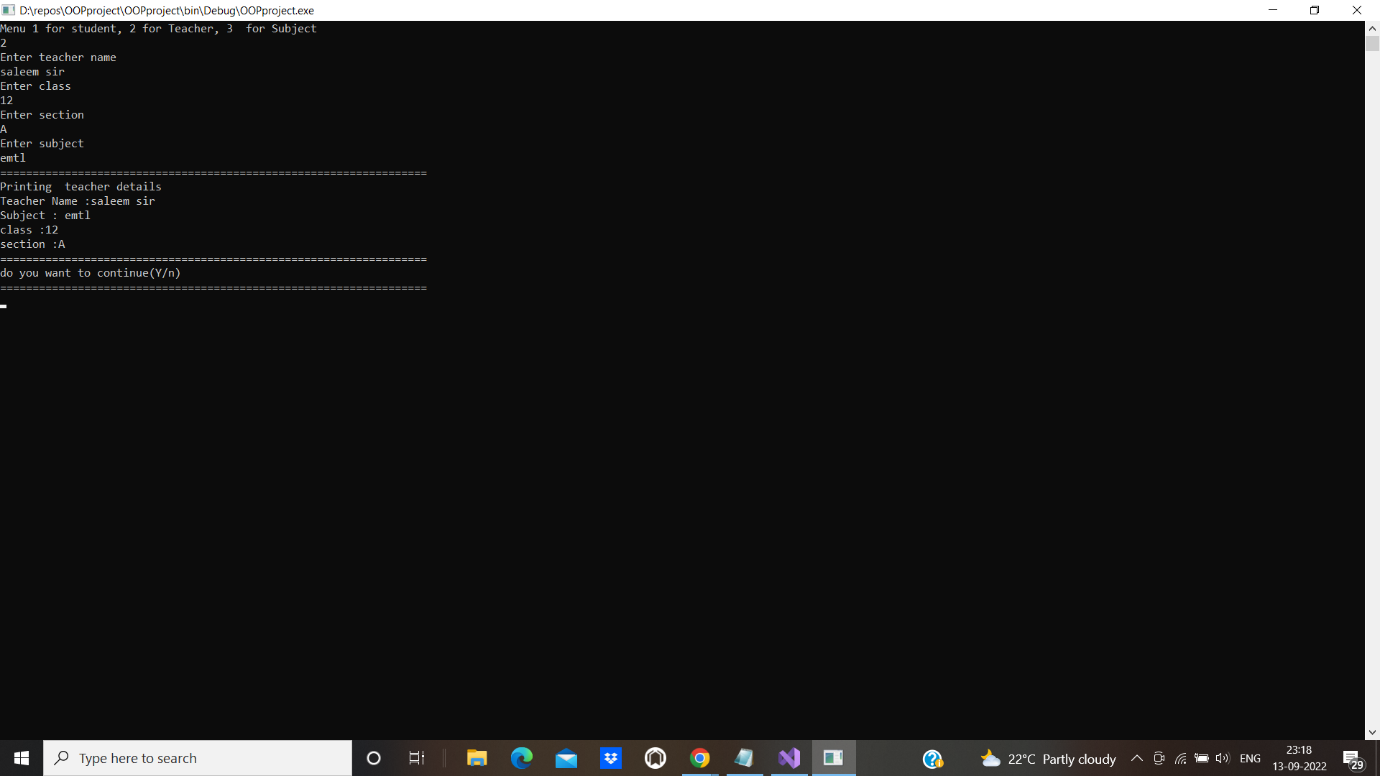 D:\repos\OOPproject\OOPproject\bin\Debug\OOPproject.exe
Menu 1 for student, 2 for Teacher, 3  for Subject
2
Enter teacher name
saleem sir
Enter class
12
Enter section
A
Enter subject
emtl
==================================================================
Printing  teacher details
Teacher Name :saleem sir
Subject : emtl
class :12
section :A
==================================================================
do you want to continue(Y/n)
==================================================================
Type here to search
22°C Partly cloudy
ENG
23:18
13-09-2022
29